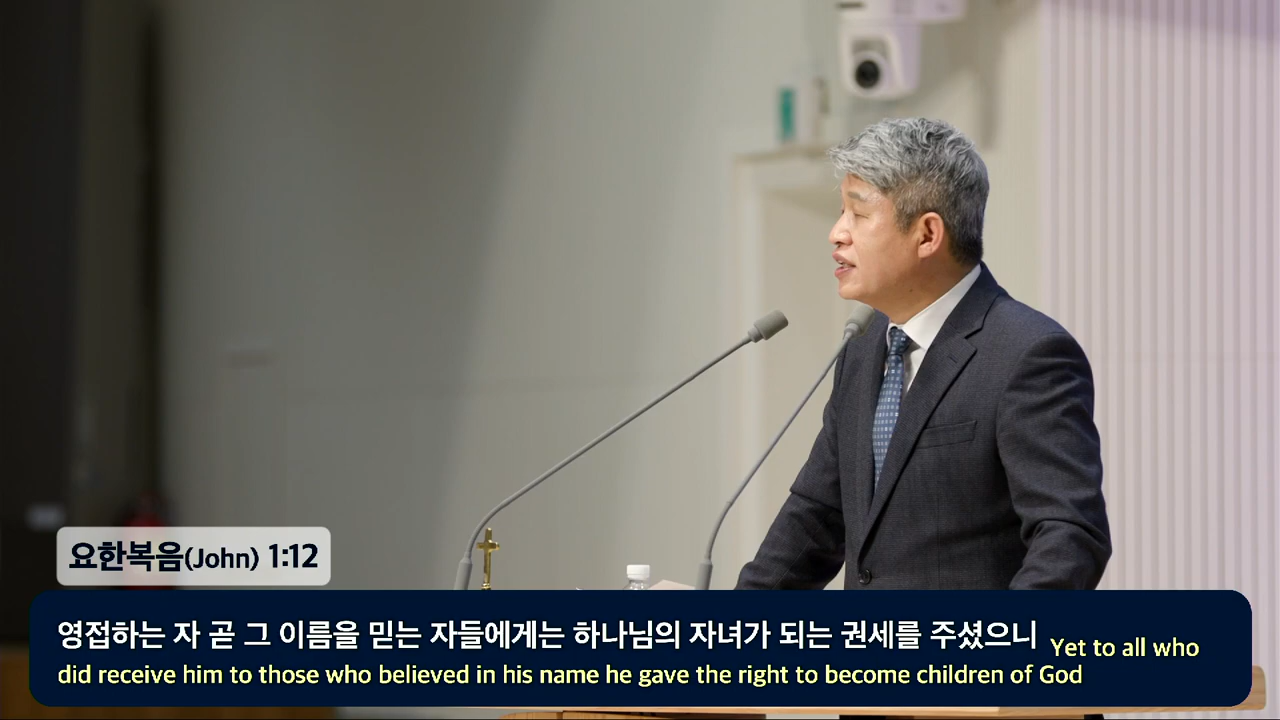 요한복음(John) 1:12
영접하는 자 곧 그 이름을 믿는 자들에게는 하나님의 자녀가 되는 권세를 주셨으니 Yet to all who
did receive him to those who believed in his name he gave the right to become children of God